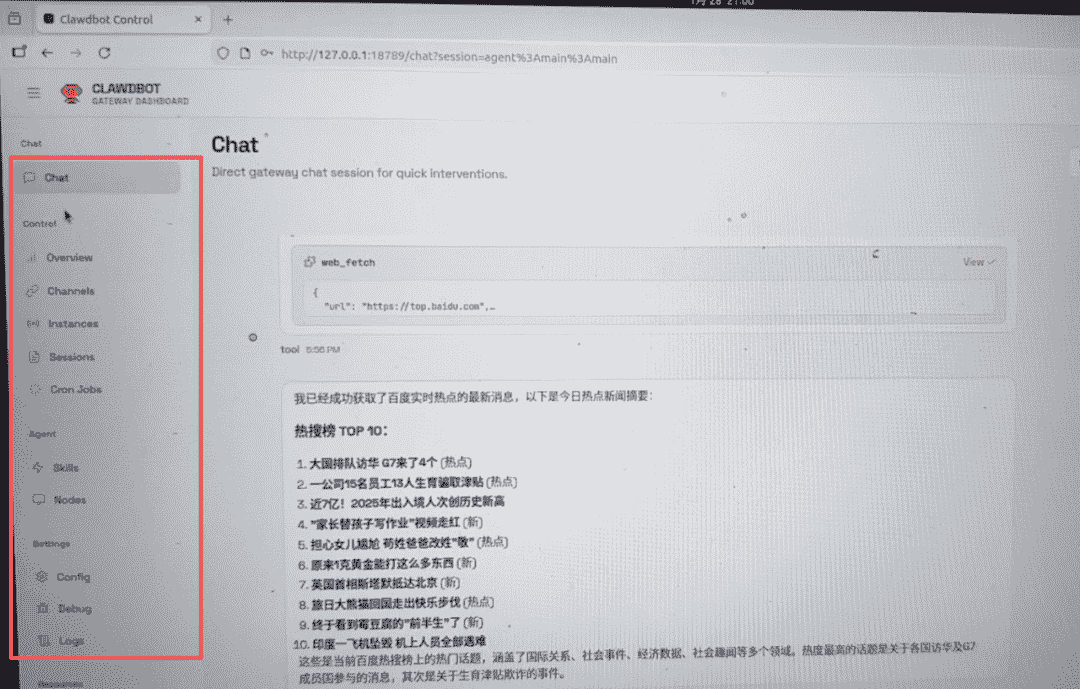 1月 28 21:00
Clawdbot Control
http://127.0.0.1:18789/chat?session=agent%3Amain%3Amain
CLAWDBOT
GATEWAY DASHBOARD
Chat
Chat
Control
Overview
Channels
Instances
Sessions
Cron Jobs
Agent
Skills
Nodes
Settings
Config
Debug
Logs
Resources
Chat
Direct gateway chat session for quick interventions.
web_fetch
View
{
"url": "https://top.baidu.com",…
tool 5:56 PM
我已经成功获取了百度实时热点的最新消息，以下是今日热点新闻摘要：
热搜榜 TOP 10：
1. 大国排队访华 G7来了4个 (热点)
2. 一公司15名员工13人生育骗取津贴 (热点)
3. 近7亿！2025年出入境人次创历史新高
4. "家长替孩子写作业"视频走红 (新)
5. 担心女儿尴尬 苟姓爸爸改姓"敬" (热点)
6. 原来1克黄金能打这么多东西 (新)
7. 英国首相斯塔默抵达北京 (新)
8. 旅日大熊猫回国走出快乐步伐 (热点)
9. 终于看到霉豆腐的"前半生"了 (新)
10. 印度一飞机坠毁 机上人员全部遇难
这些是当前百度热搜榜上的热门话题，涵盖了国际关系、社会事件、经济数据、社会趣闻等多个领域。热度最高的话题是关于各国访华及G7
成员国参与的消息，其次是关于生育津贴欺诈的事件。